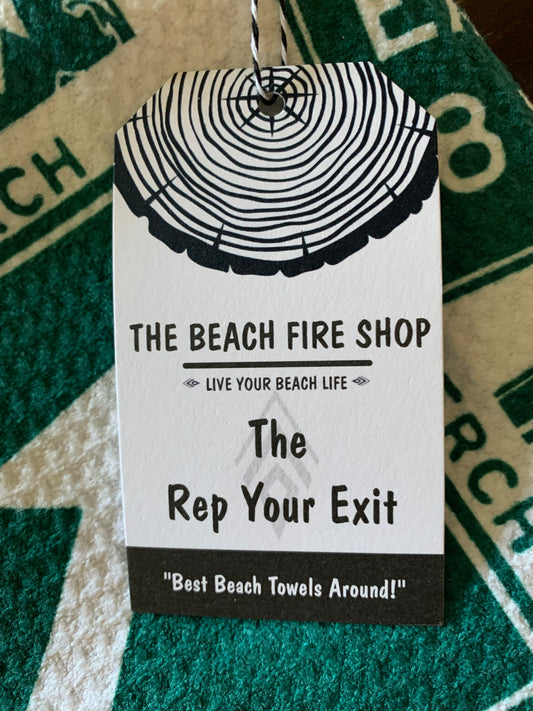 THE BEACH FIRE SHOP
LIVE YOUR BEACH LIFE
The
Rep Your Exit
"Best Beach Towels Around!"